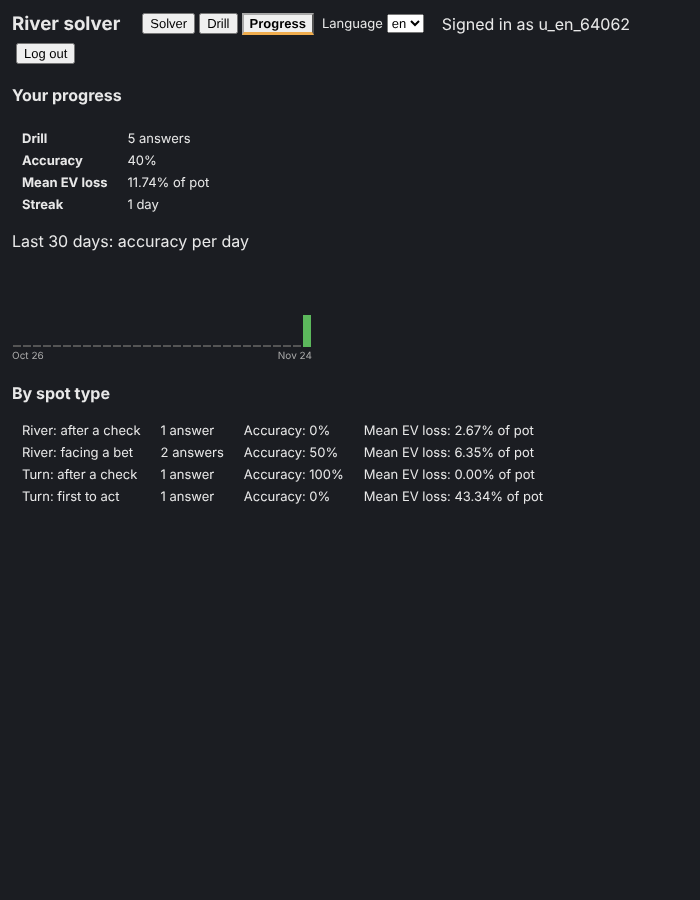 River solver Solver Drill Progress Language en Signed in as u_en_64062
Log out
Your progress
Drill 5 answers
Accuracy 40%
Mean EV loss 11.74% of pot
Streak 1 day
Last 30 days: accuracy per day
Oct 26 Nov 24
By spot type
River: after a check 1 answer Accuracy: 0% Mean EV loss: 2.67% of pot
River: facing a bet 2 answers Accuracy: 50% Mean EV loss: 6.35% of pot
Turn: after a check 1 answer Accuracy: 100% Mean EV loss: 0.00% of pot
Turn: first to act 1 answer Accuracy: 0% Mean EV loss: 43.34% of pot